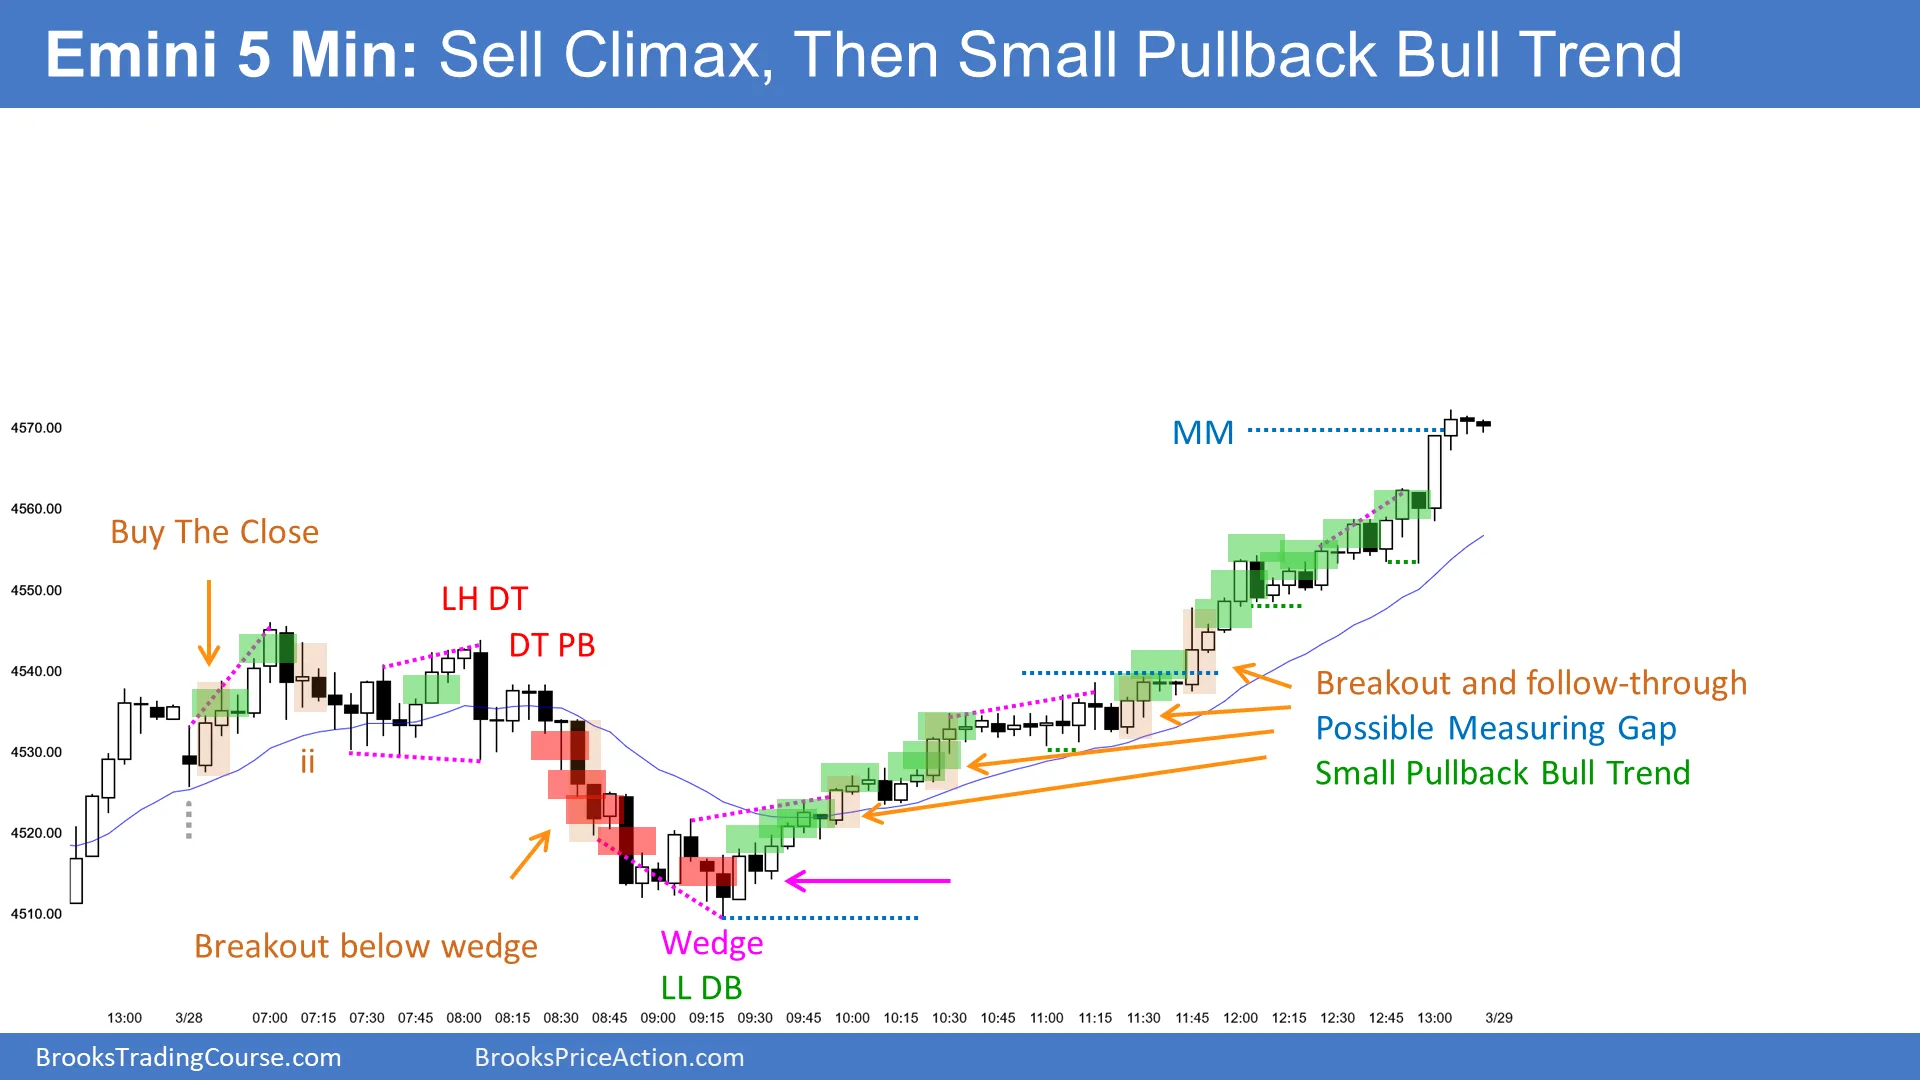 Emini 5 Min: Sell Climax, Then Small Pullback Bull Trend
4570.00
MM
4560.00
Buy The Close
4550.00
LH DT
DT PB
4540.00
Breakout and follow-through
Possible Measuring Gap
Small Pullback Bull Trend
ii
4530.00
4520.00
4510.00
Breakout below wedge
Wedge
LL DB
13:00 3/28 07:00 07:15 07:30 07:45 08:00 08:15 08:30 08:45 09:00 09:15 09:30 09:45 10:00 10:15 10:30 10:45 11:00 11:15 11:30 11:45 12:00 12:15 12:30 12:45 13:00 3/29
BrooksTradingCourse.com BrooksPriceAction.com